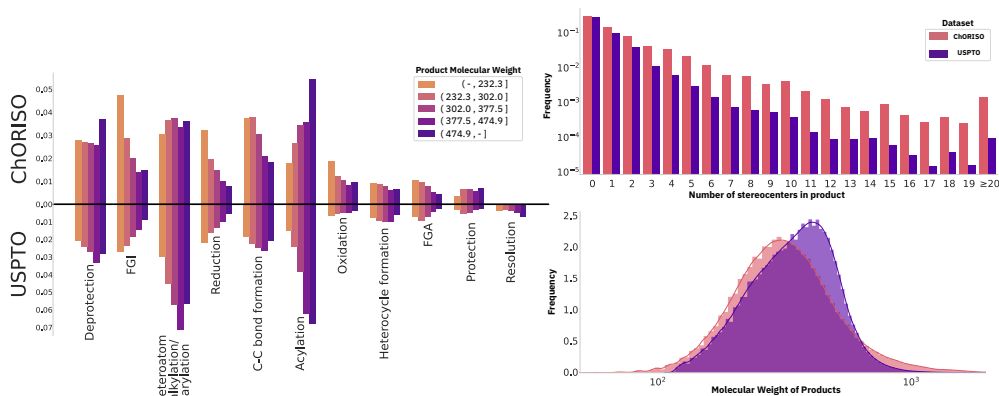 ChORISO
USPTO
0.05
0.04
0.03
0.02
0.01
0.00
0.01
0.02
0.03
0.04
0.05
0.06
0.07
Deprotection
FGI
eteroatom
lkylation/
arylation
Reduction
C-C bond formation
Acylation
Oxidation
Heterocycle formation
FGA
Protection
Resolution
Product Molecular Weight
(-,232.3]
(232.3,302.0]
(302.0,377.5]
(377.5,474.9]
(474.9,-]
Frequency
10⁻¹
10⁻²
10⁻³
10⁻⁴
10⁻⁵
0 1 2 3 4 5 6 7 8 9 10 11 12 13 14 15 16 17 18 19 ≥20
Number of stereocenters in product
Dataset
ChORISO
USPTO
Frequency
2.5
2.0
1.5
1.0
0.5
0.0
10² 10³
Molecular Weight of Products